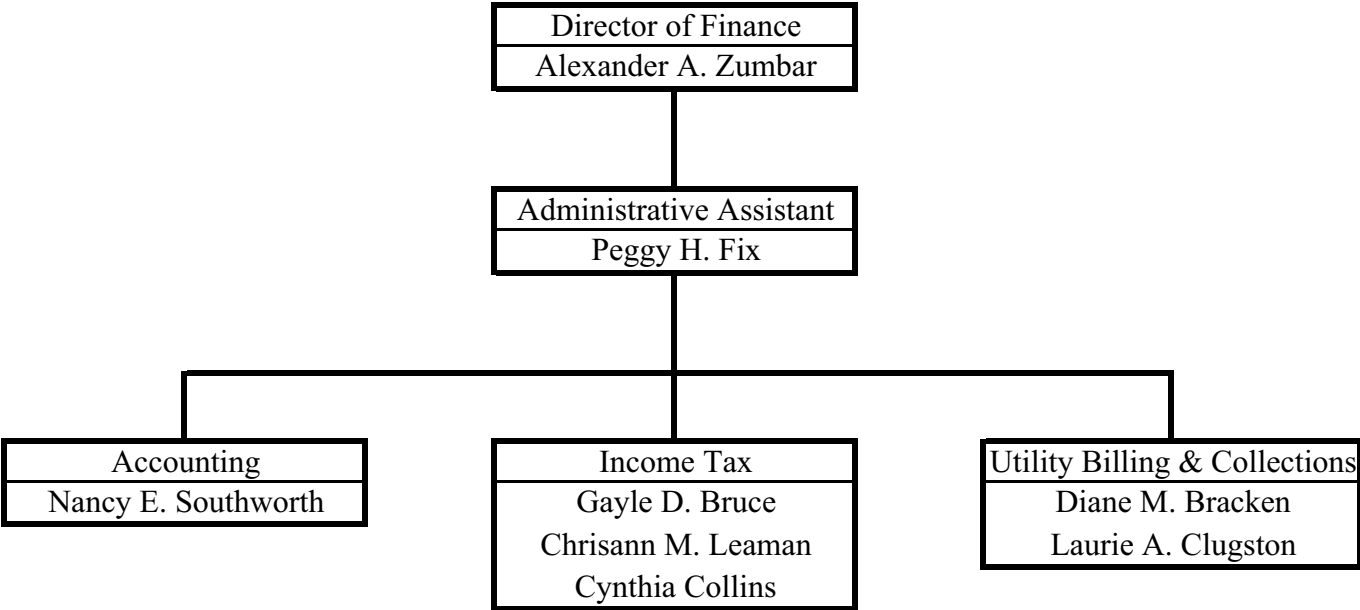 Director of Finance
Alexander A. Zumbar
Administrative Assistant
Peggy H. Fix
Accounting
Nancy E. Southworth
Income Tax
Gayle D. Bruce
Chrisann M. Leaman
Cynthia Collins
Utility Billing & Collections
Diane M. Bracken
Laurie A. Clugston